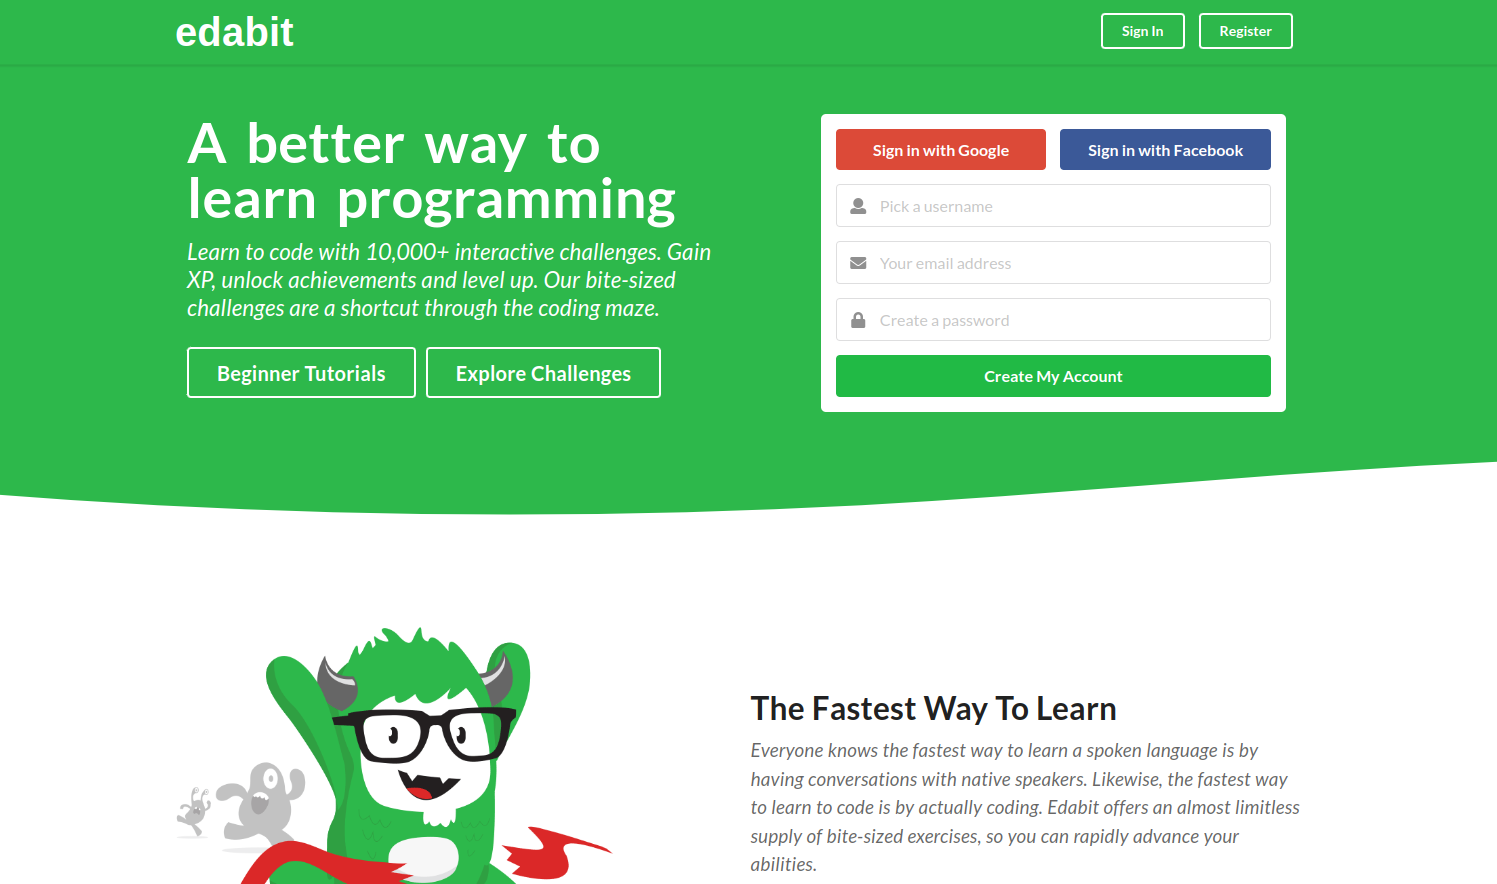 edabit
Sign In
Register
A better way to
learn programming
Learn to code with 10,000+ interactive challenges. Gain
XP, unlock achievements and level up. Our bite-sized
challenges are a shortcut through the coding maze.
Beginner Tutorials
Explore Challenges
Sign in with Google
Sign in with Facebook
Pick a username
Your email address
Create a password
Create My Account
The Fastest Way To Learn
Everyone knows the fastest way to learn a spoken language is by
having conversations with native speakers. Likewise, the fastest way
to learn to code is by actually coding. Edabit offers an almost limitless
supply of bite-sized exercises, so you can rapidly advance your
abilities.